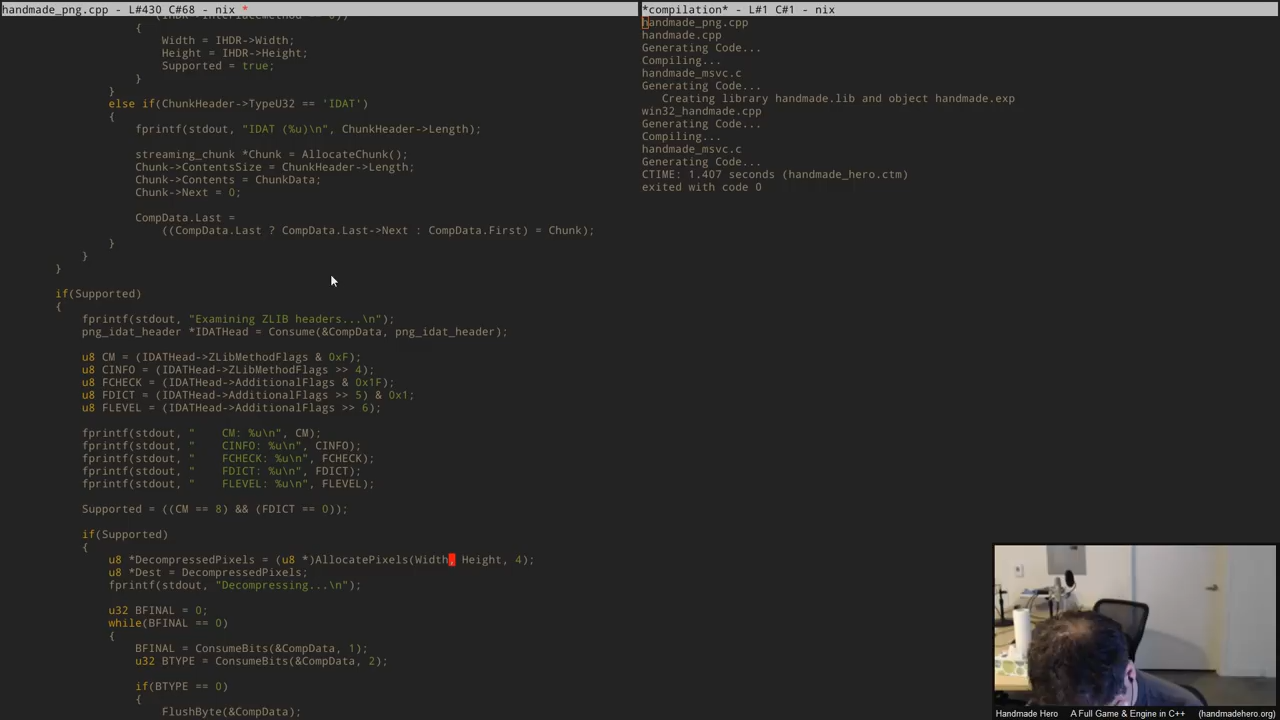 handmade_png.cpp - L#430 C#68 - nix *
{
Width = IHDR->Width;
Height = IHDR->Height;
Supported = true;
}
}
else if(ChunkHeader->TypeU32 == 'IDAT')
{
fprintf(stdout, "IDAT (%u)\n", ChunkHeader->Length);
streaming_chunk *Chunk = AllocateChunk();
Chunk->ContentsSize = ChunkHeader->Length;
Chunk->Contents = ChunkData;
Chunk->Next = 0;
CompData.Last =
((CompData.Last ? CompData.Last->Next : CompData.First) = Chunk);
}
}
}
if(Supported)
{
fprintf(stdout, "Examining ZLIB headers...\n");
png_idat_header *IDATHead = Consume(&CompData, png_idat_header);
u8 CM = (IDATHead->ZLibMethodFlags & 0xF);
u8 CINFO = (IDATHead->ZLibMethodFlags >> 4);
u8 FCHECK = (IDATHead->AdditionalFlags & 0x1F);
u8 FDICT = (IDATHead->AdditionalFlags >> 5) & 0x1;
u8 FLEVEL = (IDATHead->AdditionalFlags >> 6);
fprintf(stdout, "    CM: %u\n", CM);
fprintf(stdout, "    CINFO: %u\n", CINFO);
fprintf(stdout, "    FCHECK: %u\n", FCHECK);
fprintf(stdout, "    FDICT: %u\n", FDICT);
fprintf(stdout, "    FLEVEL: %u\n", FLEVEL);
Supported = ((CM == 8) && (FDICT == 0));
if(Supported)
{
u8 *DecompressedPixels = (u8 *)AllocatePixels(Width, Height, 4);
u8 *Dest = DecompressedPixels;
fprintf(stdout, "Decompressing...\n");
u32 BFINAL = 0;
while(BFINAL == 0)
{
BFINAL = ConsumeBits(&CompData, 1);
u32 BTYPE = ConsumeBits(&CompData, 2);
if(BTYPE == 0)
{
FlushByte(&CompData);
*compilation* - L#1 C#1 - nix
handmade_png.cpp
handmade.cpp
Generating Code...
Compiling...
handmade_msvc.c
Generating Code...
Creating library handmade.lib and object handmade.exp
win32_handmade.cpp
Generating Code...
Compiling...
handmade_msvc.c
Generating Code...
CTIME: 1.407 seconds (handmade_hero.ctm)
exited with code 0
Handmade Hero A Full Game & Engine in C++ (handmadehero.org)